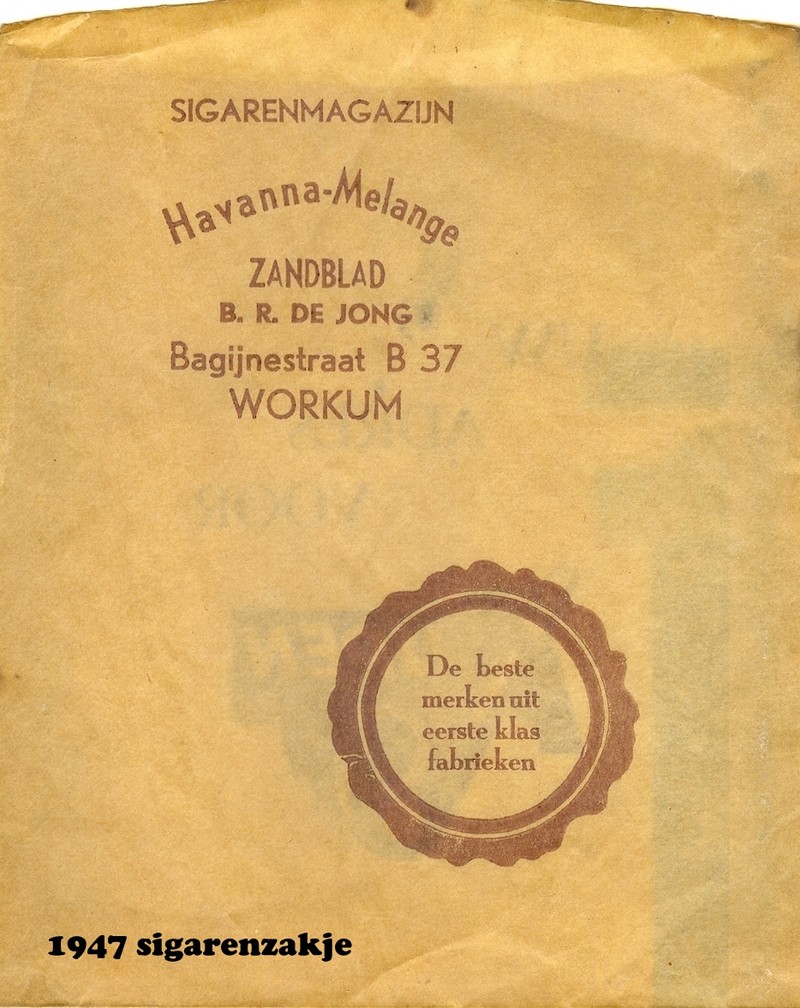 SIGARENMAGAZIJN
Havanna-Melange
ZANDBLAD
B. R. DE JONG
Bagijnestraat B 37
WORKUM
De beste
merken uit
eerste klas
fabrieken
1947 sigarenzakje